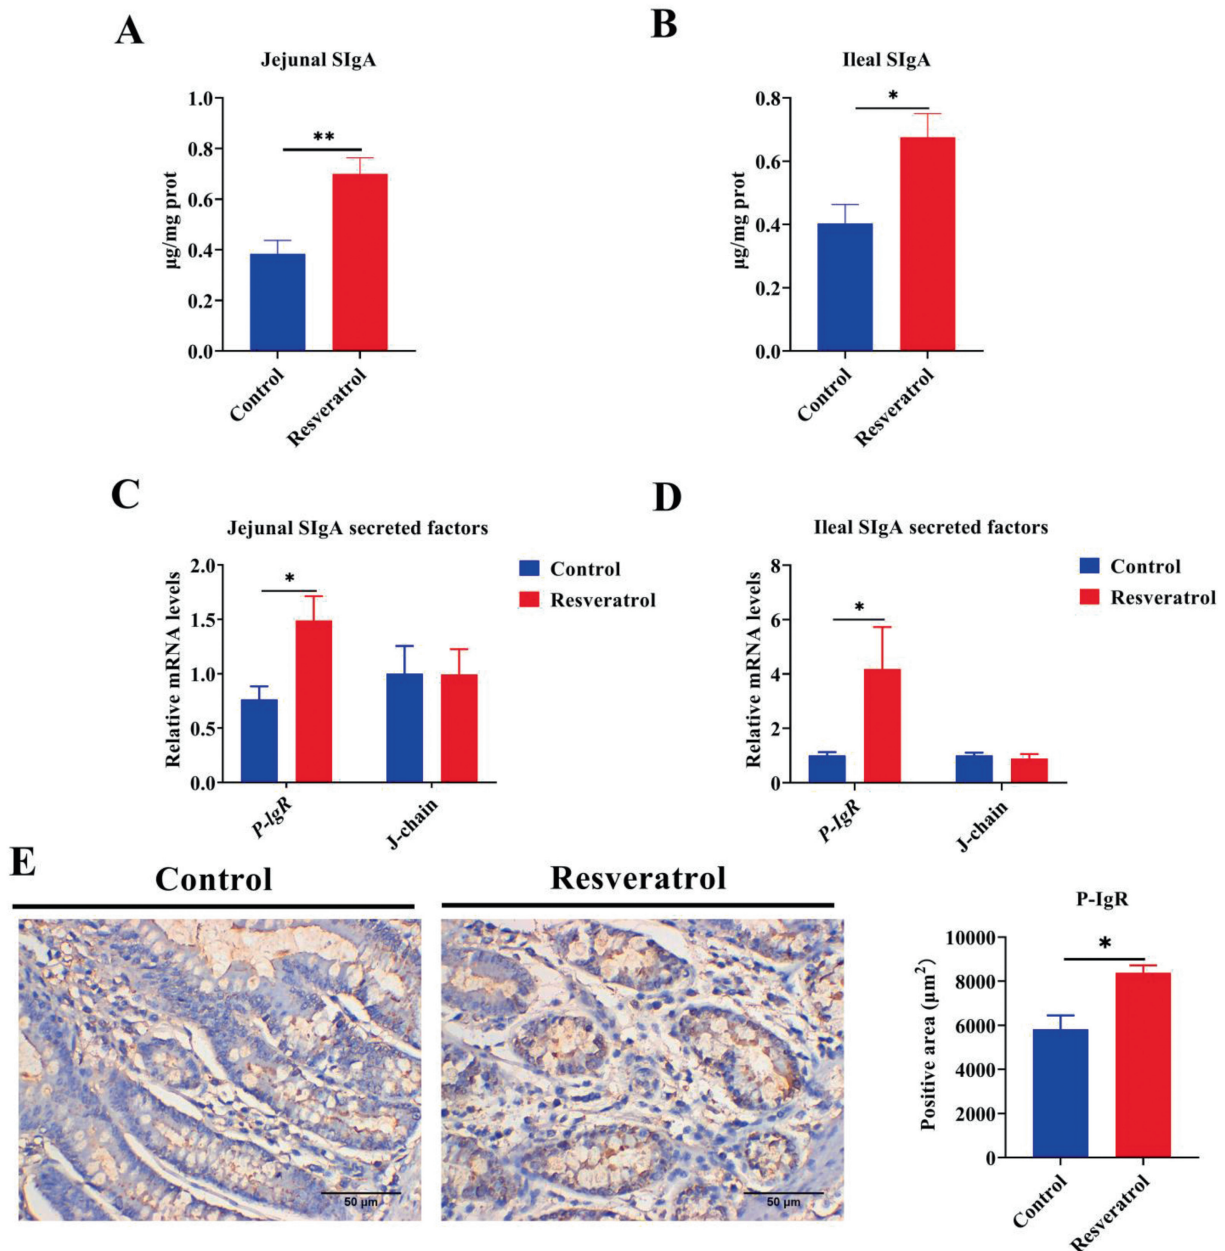 A
Jejunal SIgA
µg/mg prot
1.0
0.8
0.6
0.4
0.2
0.0
**
Control
Resveratrol
B
Ileal SIgA
µg/mg prot
0.8
0.6
0.4
0.2
0.0
*
Control
Resveratrol
C
Jejunal SIgA secreted factors
Relative mRNA levels
2.0
1.5
1.0
0.5
0.0
*
P-IgR
J-chain
Control
Resveratrol
D
Ileal SIgA secreted factors
Relative mRNA levels
8
6
4
2
0
*
P-IgR
J-chain
Control
Resveratrol
E
Control
50 µm
Resveratrol
50 µm
P-IgR
Positive area (µm²)
10000
8000
6000
4000
2000
0
*
Control
Resveratrol